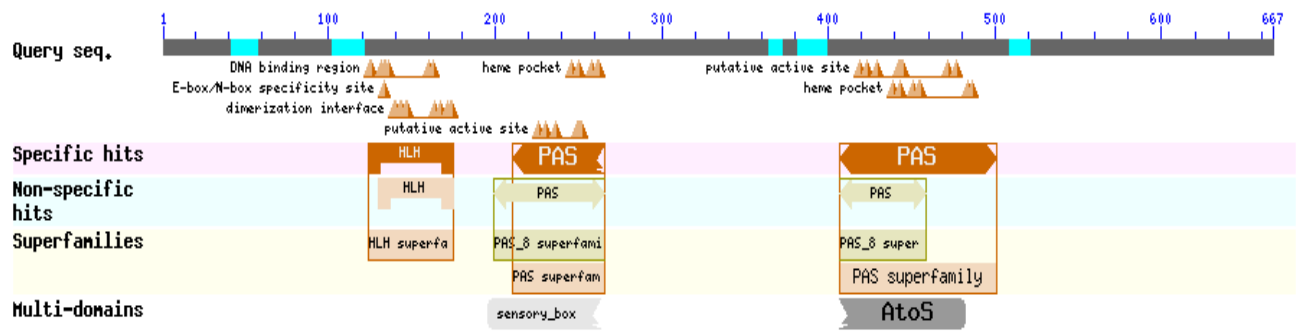 1 100 200 300 400 500 600 667
Query seq.
DNA binding region heme pocket putative active site
E-box/N-box specificity site heme pocket
dimerization interface
putative active site
Specific hits HLH PAS PAS
Non-specific hits HLH PAS PAS
Superfamilies HLH superfa PAS_8 superfami PAS_8 super
PAS superfam PAS superfamily
Multi-domains sensory_box AtoS